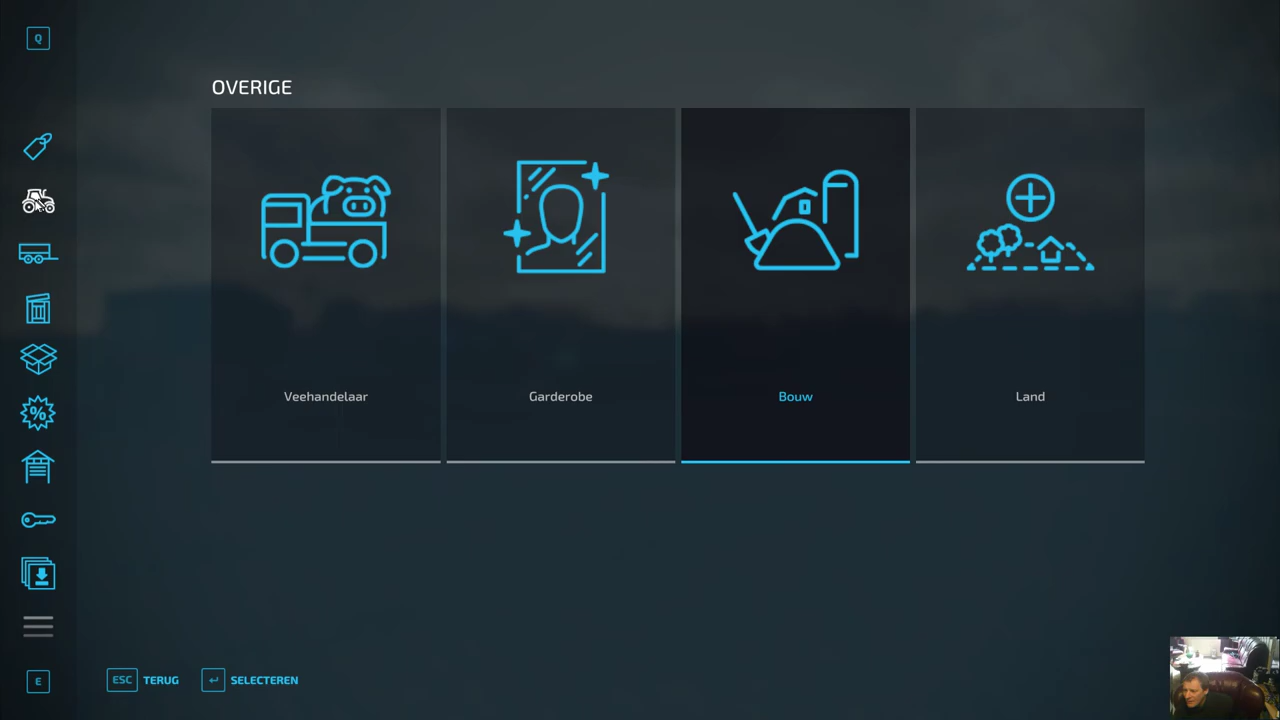 Q
OVERIGE
Veehandelaar
Garderobe
Bouw
Land
%
ESC TERUG
SELECTEREN
E